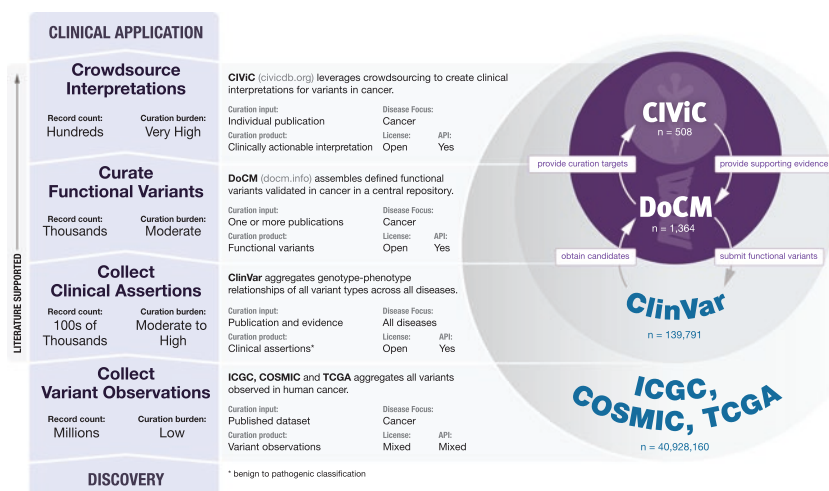 CLINICAL APPLICATION
Crowdsource
Interpretations
Record count:
Hundreds
Curation burden:
Very High
CIViC (civicdb.org) leverages crowdsourcing to create clinical
interpretations for variants in cancer.
Curation input:
Individual publication
Disease Focus:
Cancer
Curation product:
Clinically actionable interpretation
License:
Open
API:
Yes
Curate
Functional Variants
Record count:
Thousands
Curation burden:
Moderate
DoCM (docm.info) assembles defined functional
variants validated in cancer in a central repository.
Curation input:
One or more publications
Disease Focus:
Cancer
Curation product:
Functional variants
License:
Open
API:
Yes
Collect
Clinical Assertions
Record count:
100s of
Thousands
Curation burden:
Moderate to
High
ClinVar aggregates genotype-phenotype
relationships of all variant types across all diseases.
Curation input:
Publication and evidence
Disease Focus:
All diseases
Curation product:
Clinical assertions*
License:
Open
API:
Yes
Collect
Variant Observations
Record count:
Millions
Curation burden:
Low
ICGC, COSMIC and TCGA aggregates all variants
observed in human cancer.
Curation input:
Published dataset
Disease Focus:
Cancer
Curation product:
Variant observations
License:
Mixed
API:
Mixed
DISCOVERY
* benign to pathogenic classification
LITERATURE SUPPORTED
CIViC
n = 508
provide curation targets
provide supporting evidence
DoCM
n = 1,364
obtain candidates
submit functional variants
ClinVar
n = 139,791
ICGC,
COSMIC, TCGA
n = 40,928,160